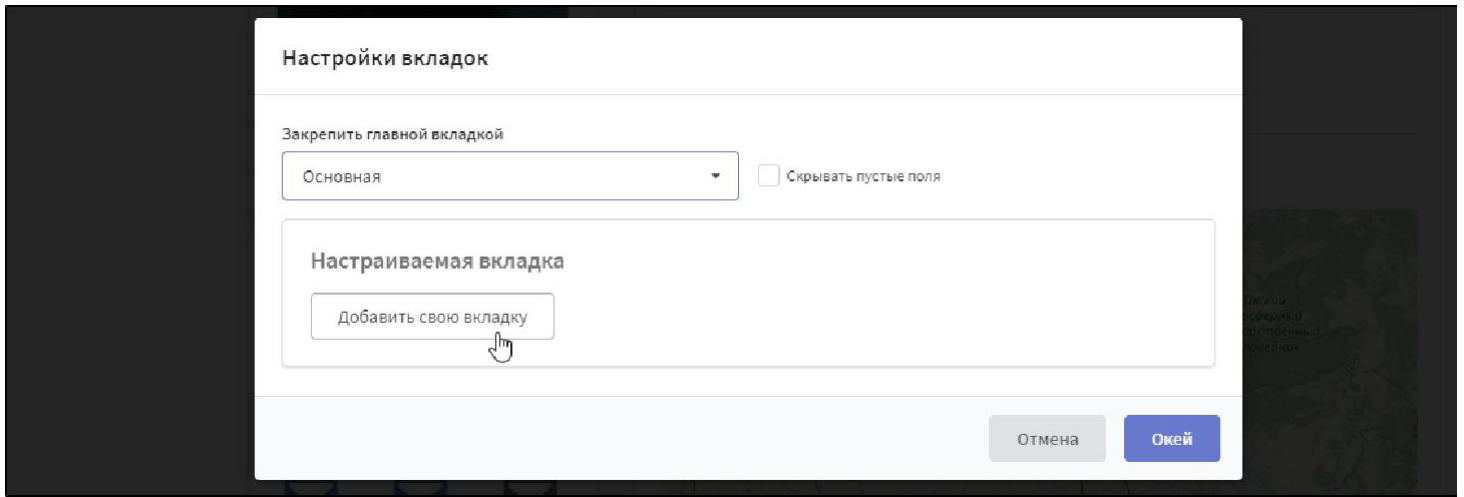 Настройки вкладок
Закрепить главной вкладкой
Основная
Скрывать пустые поля
Настраиваемая вкладка
Добавить свою вкладку
Отмена
Окей